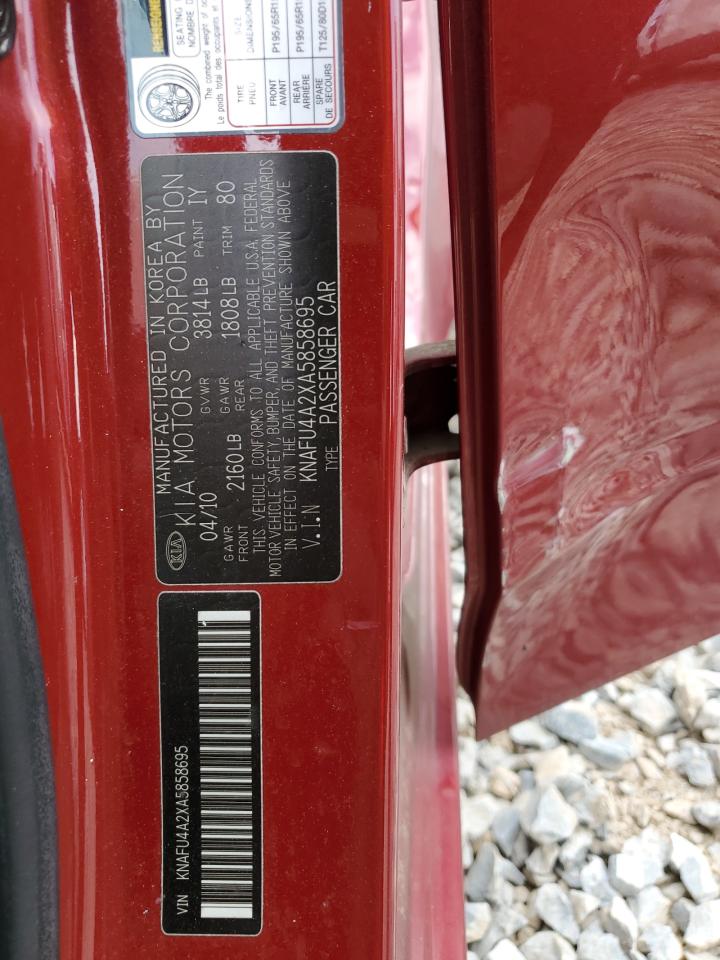 SEATING
NOMBRE DE
The combined weight of oc
Le poids total des occupants et
TIRE SIZE
PNEU DIMENSIONS
FRONT P195/65R1
AVANT
REAR P195/65R1
ARRIÈRE
SPARE T125/80D1
DE SECOURS
MANUFACTURED IN KOREA BY
KIA KIA MOTORS CORPORATION
04/10 GVWR 3814LB PAINT IY
GAWR FRONT 2160LB GAWR REAR 1808LB TRIM 80
THIS VEHICLE CONFORMS TO ALL APPLICABLE U.S.A. FEDERAL
MOTOR VEHICLE SAFETY, BUMPER, AND THEFT PREVENTION STANDARDS
IN EFFECT ON THE DATE OF MANUFACTURE SHOWN ABOVE
V.I.N KNAFU4A2XA5858695
TYPE PASSENGER CAR
VIN KNAFU4A2XA5858695